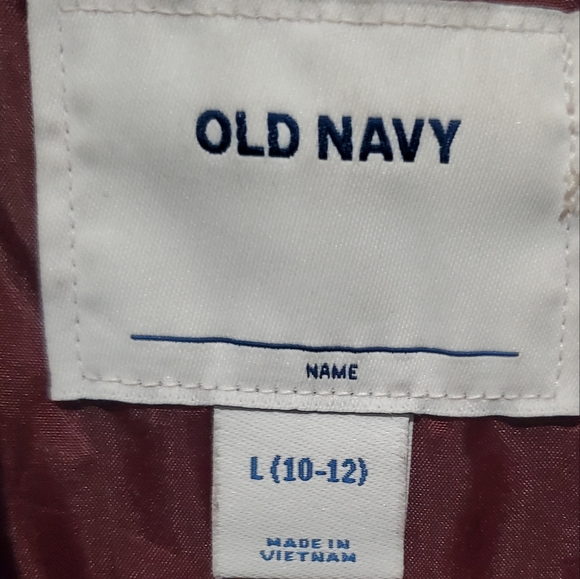 OLD NAVY
NAME
L (10-12)
MADE IN
VIETNAM